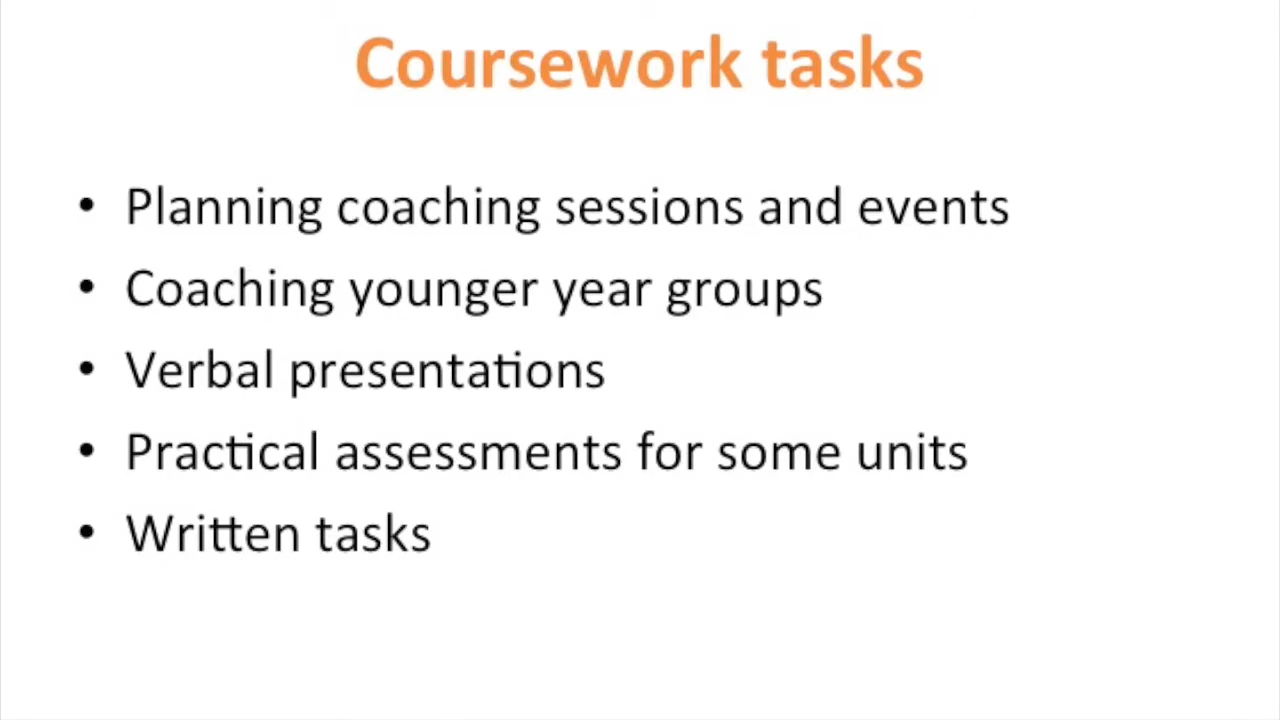 Coursework tasks
• Planning coaching sessions and events
• Coaching younger year groups
• Verbal presentations
• Practical assessments for some units
• Written tasks